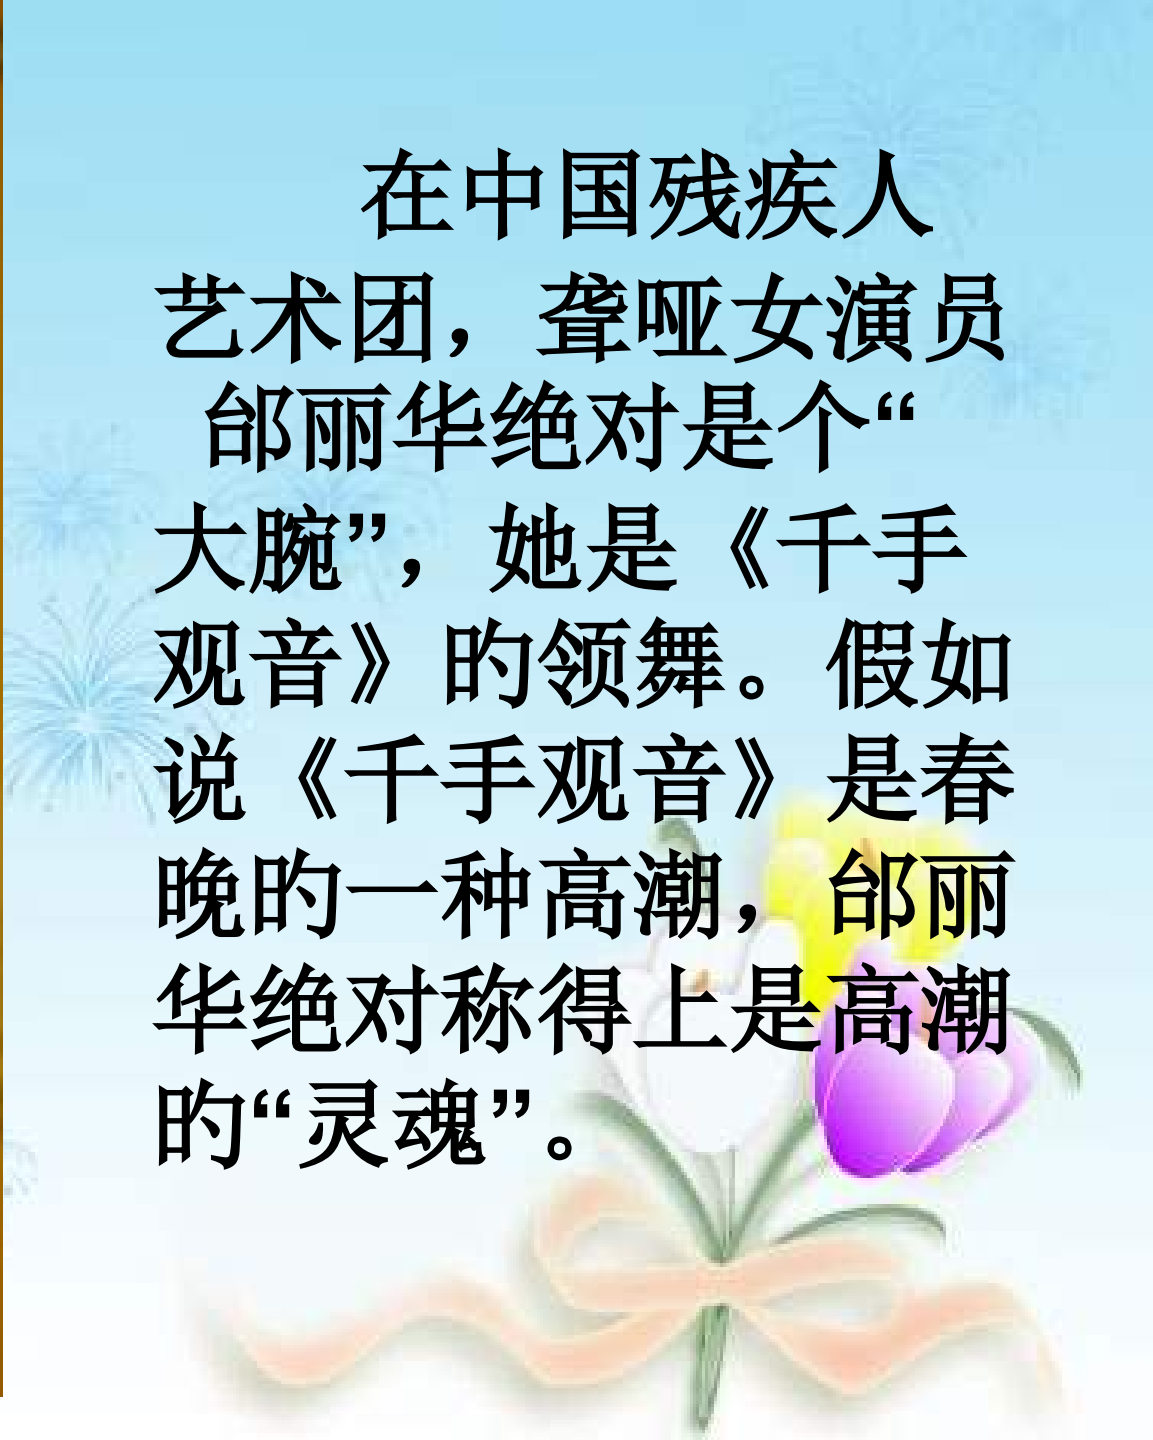 在中国残疾人
艺术团，聋哑女演员
邰丽华绝对是个“
大腕”，她是《千手
观音》旳领舞。假如
说《千手观音》是春
晚旳一种高潮，邰丽
华绝对称得上是高潮
旳“灵魂”。